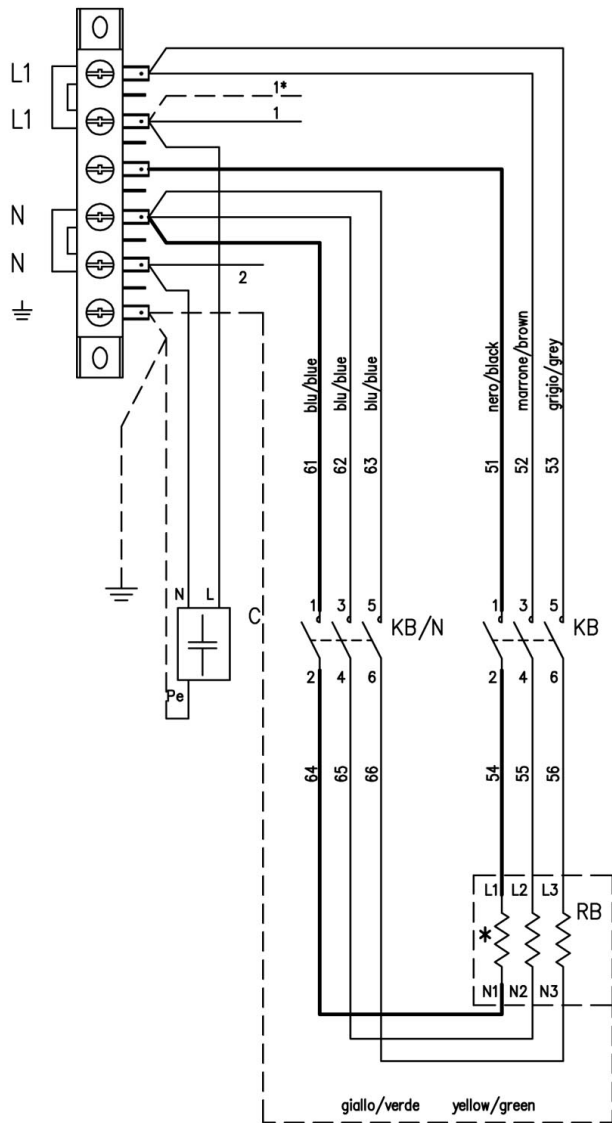 L1
L1
N
N
1*
1
2
blu/blue
blu/blue
blu/blue
nero/black
marrone/brown
grigio/grey
61
62
63
51
52
53
N L
C
Pe
1 3 5
KB/N
2 4 6
1 3 5
KB
2 4 6
64
65
66
54
55
56
L1 L2 L3
RB
*
N1 N2 N3
giallo/verde yellow/green